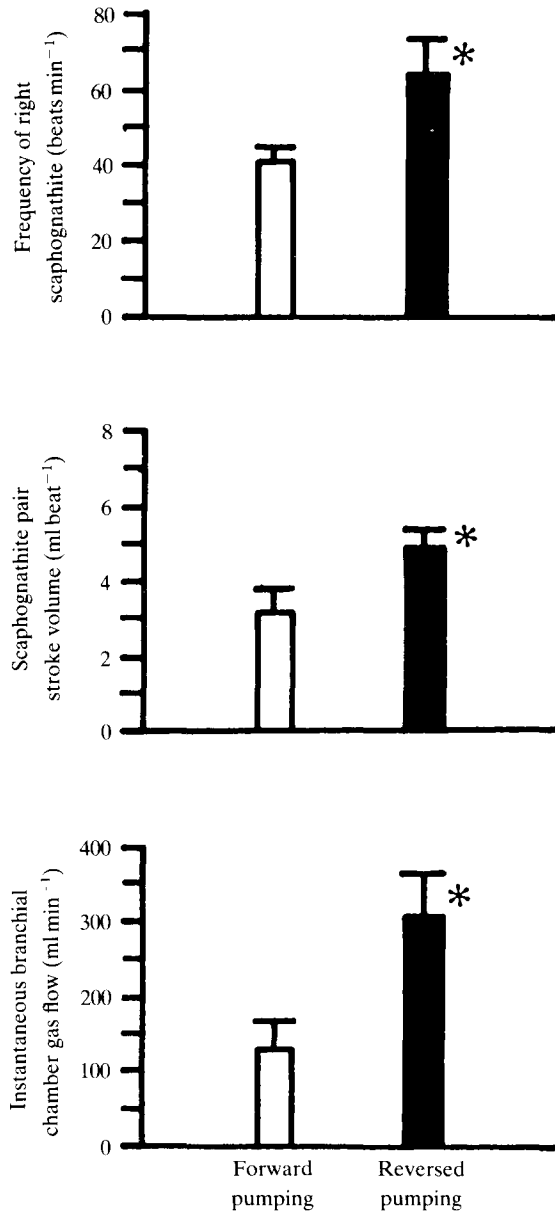 Frequency of right
scaphognathite (beats min⁻¹)
80
60
40
20
0
*
Scaphognathite pair
stroke volume (ml beat⁻¹)
8
6
4
2
0
*
Instantaneous branchial
chamber gas flow (ml min⁻¹)
400
300
200
100
0
*
Forward
pumping
Reversed
pumping